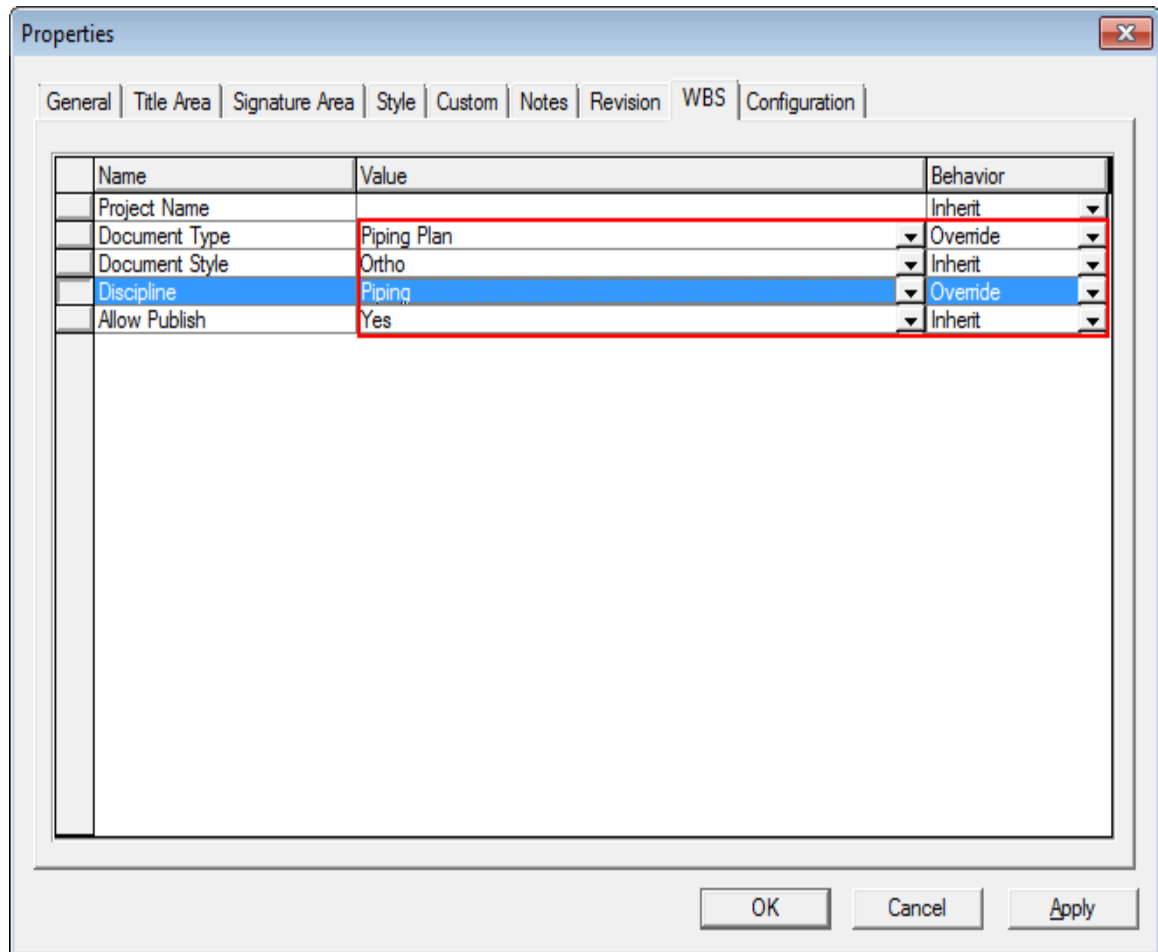 Properties
General Title Area Signature Area Style Custom Notes Revision WBS Configuration
Name Value Behavior
Project Name Inherit
Document Type Piping Plan Override
Document Style Ortho Inherit
Discipline Piping Override
Allow Publish Yes Inherit
OK Cancel Apply